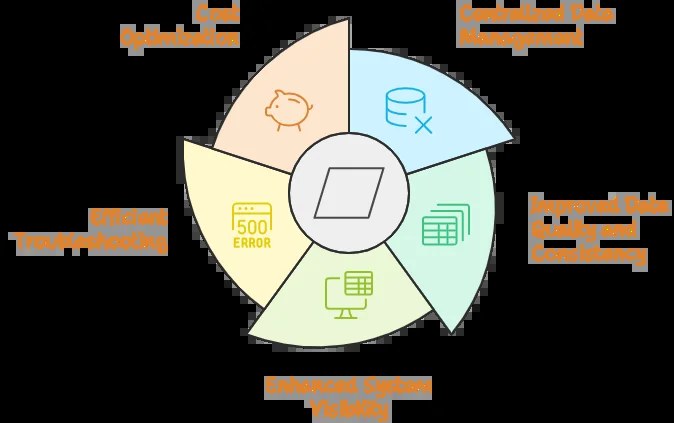 Cost
Optimization
Centralized Data
Management
Efficient
Troubleshooting
Improved Data
Quality and
Consistency
500
ERROR
Enhanced System
Visibility